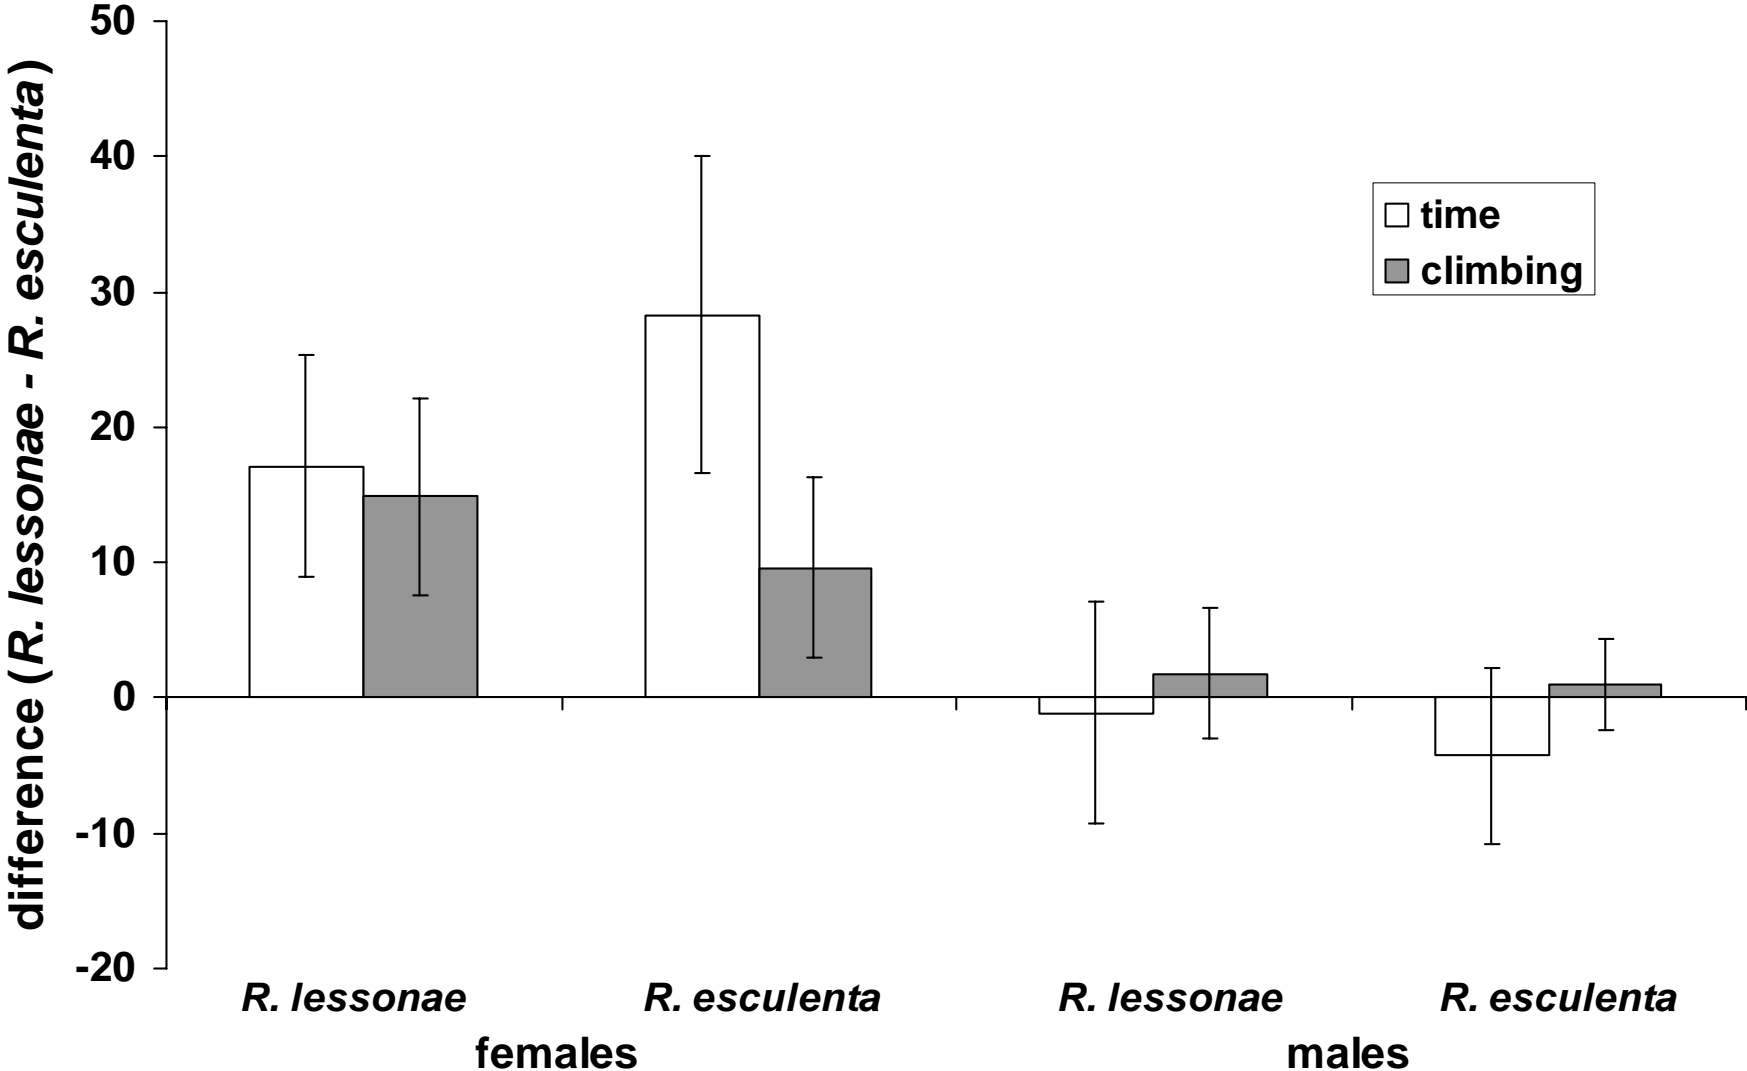 difference (R. lessonae - R. esculenta)
50
40
30
20
10
0
-10
-20
time
climbing
R. lessonae R. esculenta R. lessonae R. esculenta
females males